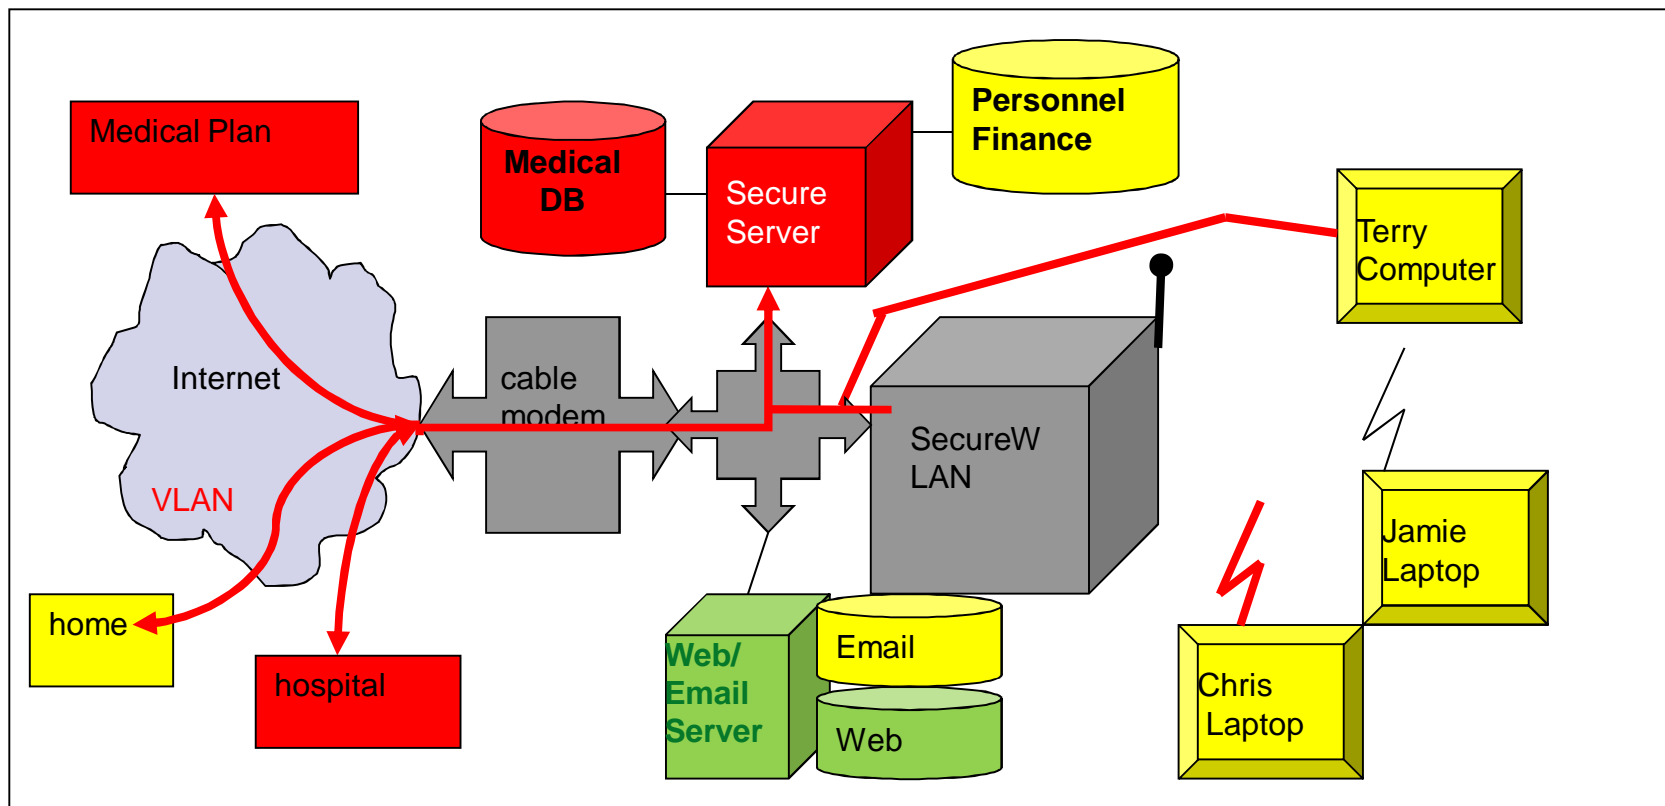 Medical Plan
Medical
DB
Secure
Server
Personnel
Finance
Terry
Computer
Internet
VLAN
cable
modem
SecureW
LAN
Jamie
Laptop
home
hospital
Web/
Email
Server
Email
Web
Chris
Laptop